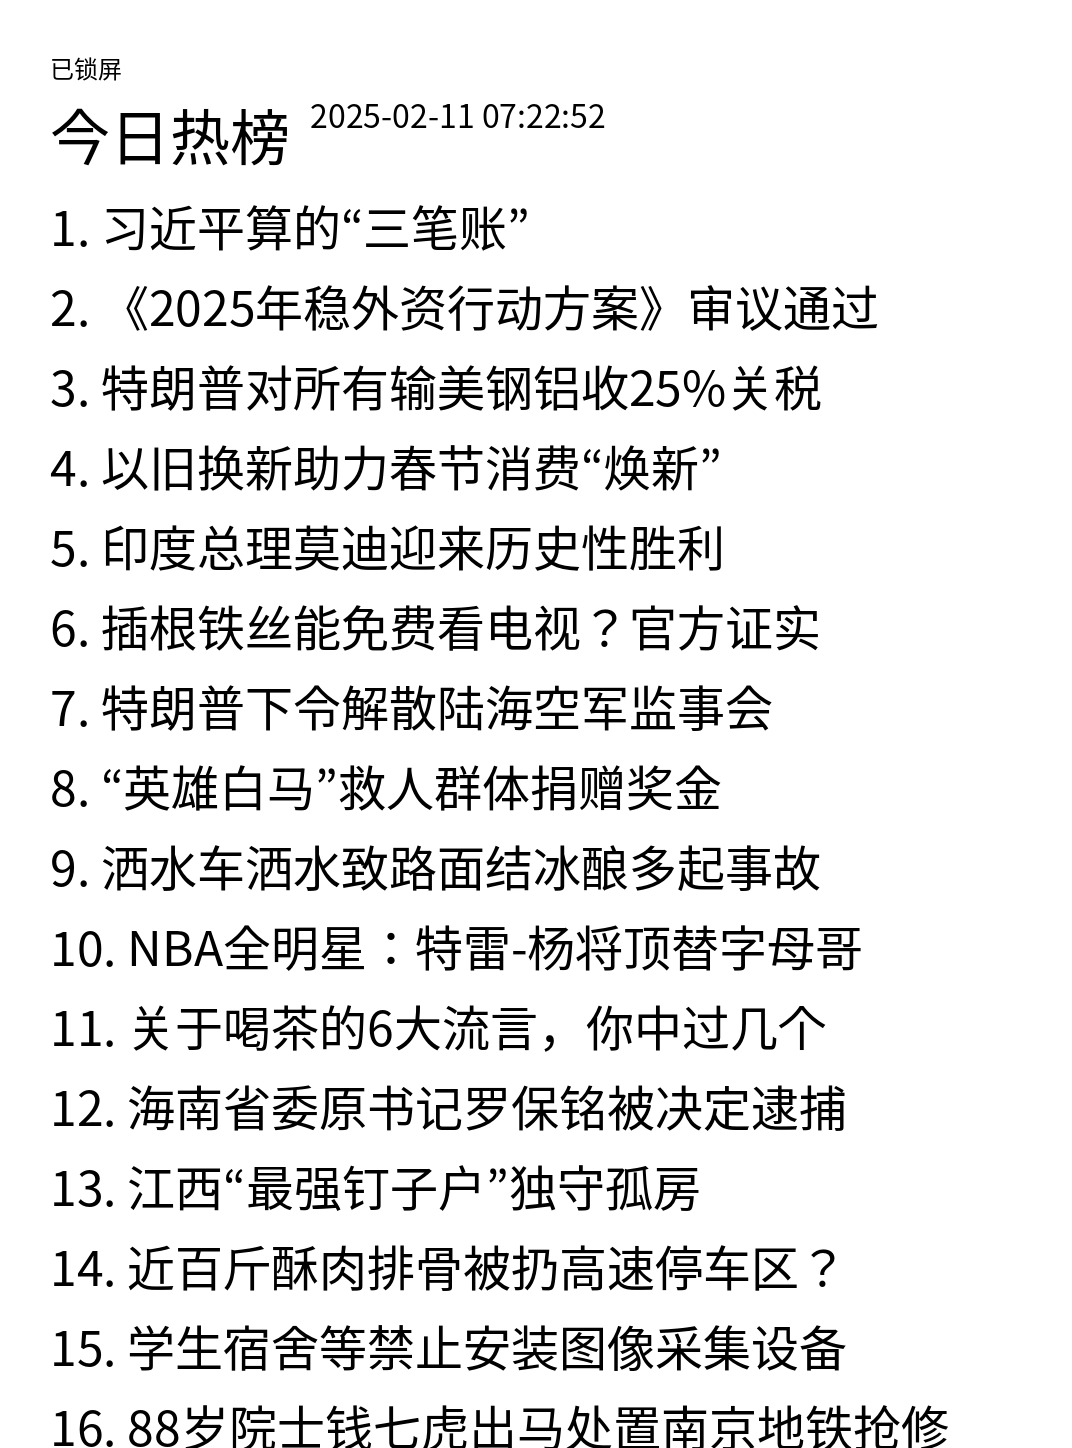 已锁屏
今日热榜 2025-02-11 07:22:52
1. 习近平算的“三笔账”
2. 《2025年稳外资行动方案》审议通过
3. 特朗普对所有输美钢铝收25%关税
4. 以旧换新助力春节消费“焕新”
5. 印度总理莫迪迎来历史性胜利
6. 插根铁丝能免费看电视？官方证实
7. 特朗普下令解散陆海空军监事会
8. “英雄白马”救人群体捐赠奖金
9. 洒水车洒水致路面结冰酿多起事故
10. NBA全明星：特雷-杨将顶替字母哥
11. 关于喝茶的6大流言，你中过几个
12. 海南省委原书记罗保铭被决定逮捕
13. 江西“最强钉子户”独守孤房
14. 近百斤酥肉排骨被扔高速停车区？
15. 学生宿舍等禁止安装图像采集设备
16. 88岁院士钱七虎出马处置南京地铁抢修